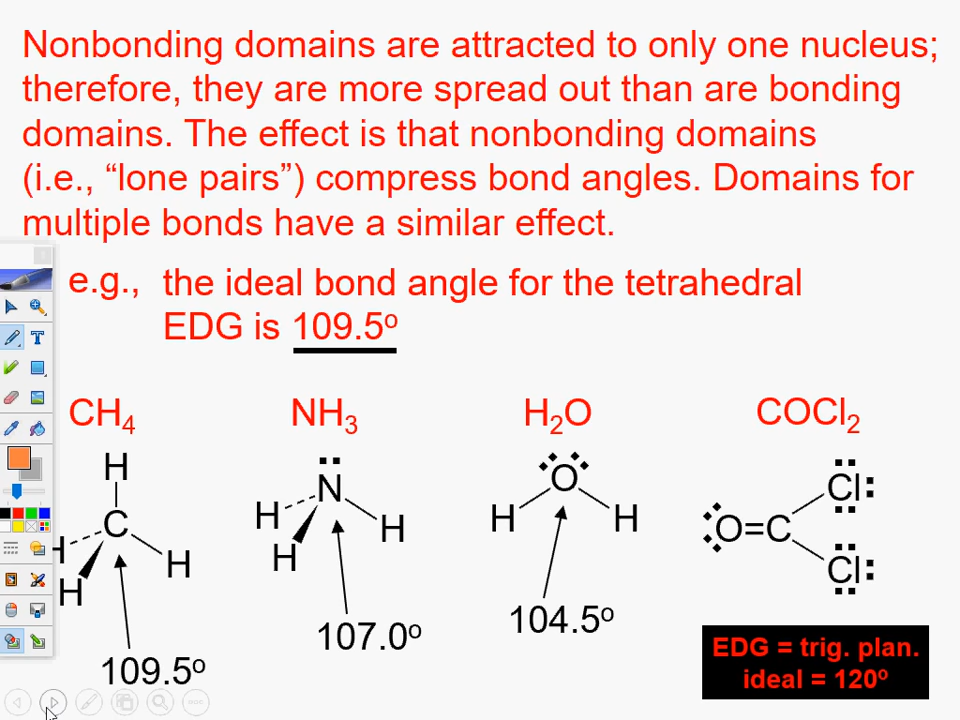 Nonbonding domains are attracted to only one nucleus;
therefore, they are more spread out than are bonding
domains. The effect is that nonbonding domains
(i.e., “lone pairs”) compress bond angles. Domains for
multiple bonds have a similar effect.
e.g., the ideal bond angle for the tetrahedral
EDG is 109.5º
CH₄ NH₃ H₂O COCl₂
H
C
H
H
H
109.5º
N
H
H
H
107.0º
O
H H
104.5º
Cl
O=C
Cl
EDG = trig. plan.
ideal = 120º
T